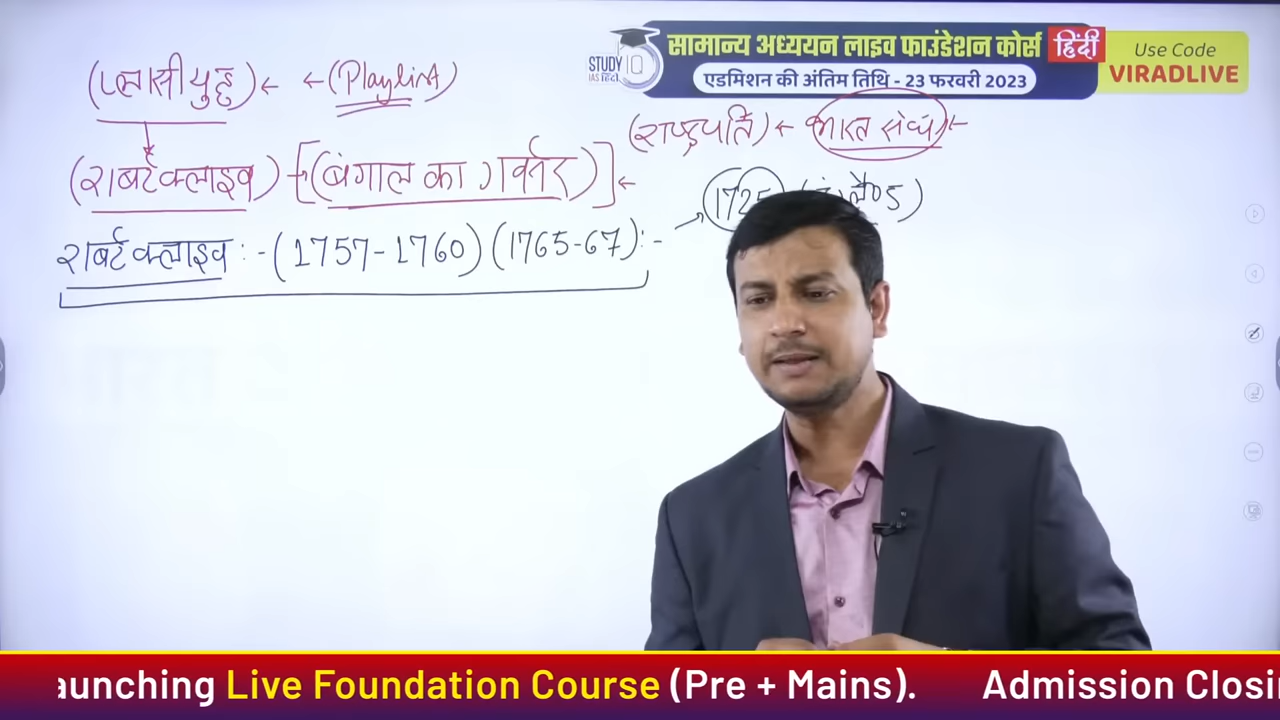 सामान्य अध्ययन लाइव फाउंडेशन कोर्स हिंदी
एडमिशन की अंतिम तिथि - 23 फरवरी 2023
Use Code
VIRADLIVE
STUDY IQ
IAS हिंदी
(प्लासी युद्ध) ← ← (Playlist)
(राष्ट्रपति) ← भारत संघ) ←
(राबर्ट क्लाइव) → [(बंगाल का गवर्नर)] ←
राबर्ट क्लाइव : - (1757 - 1760) (1765-67) : - → 1725
aunching Live Foundation Course (Pre + Mains). Admission Closi